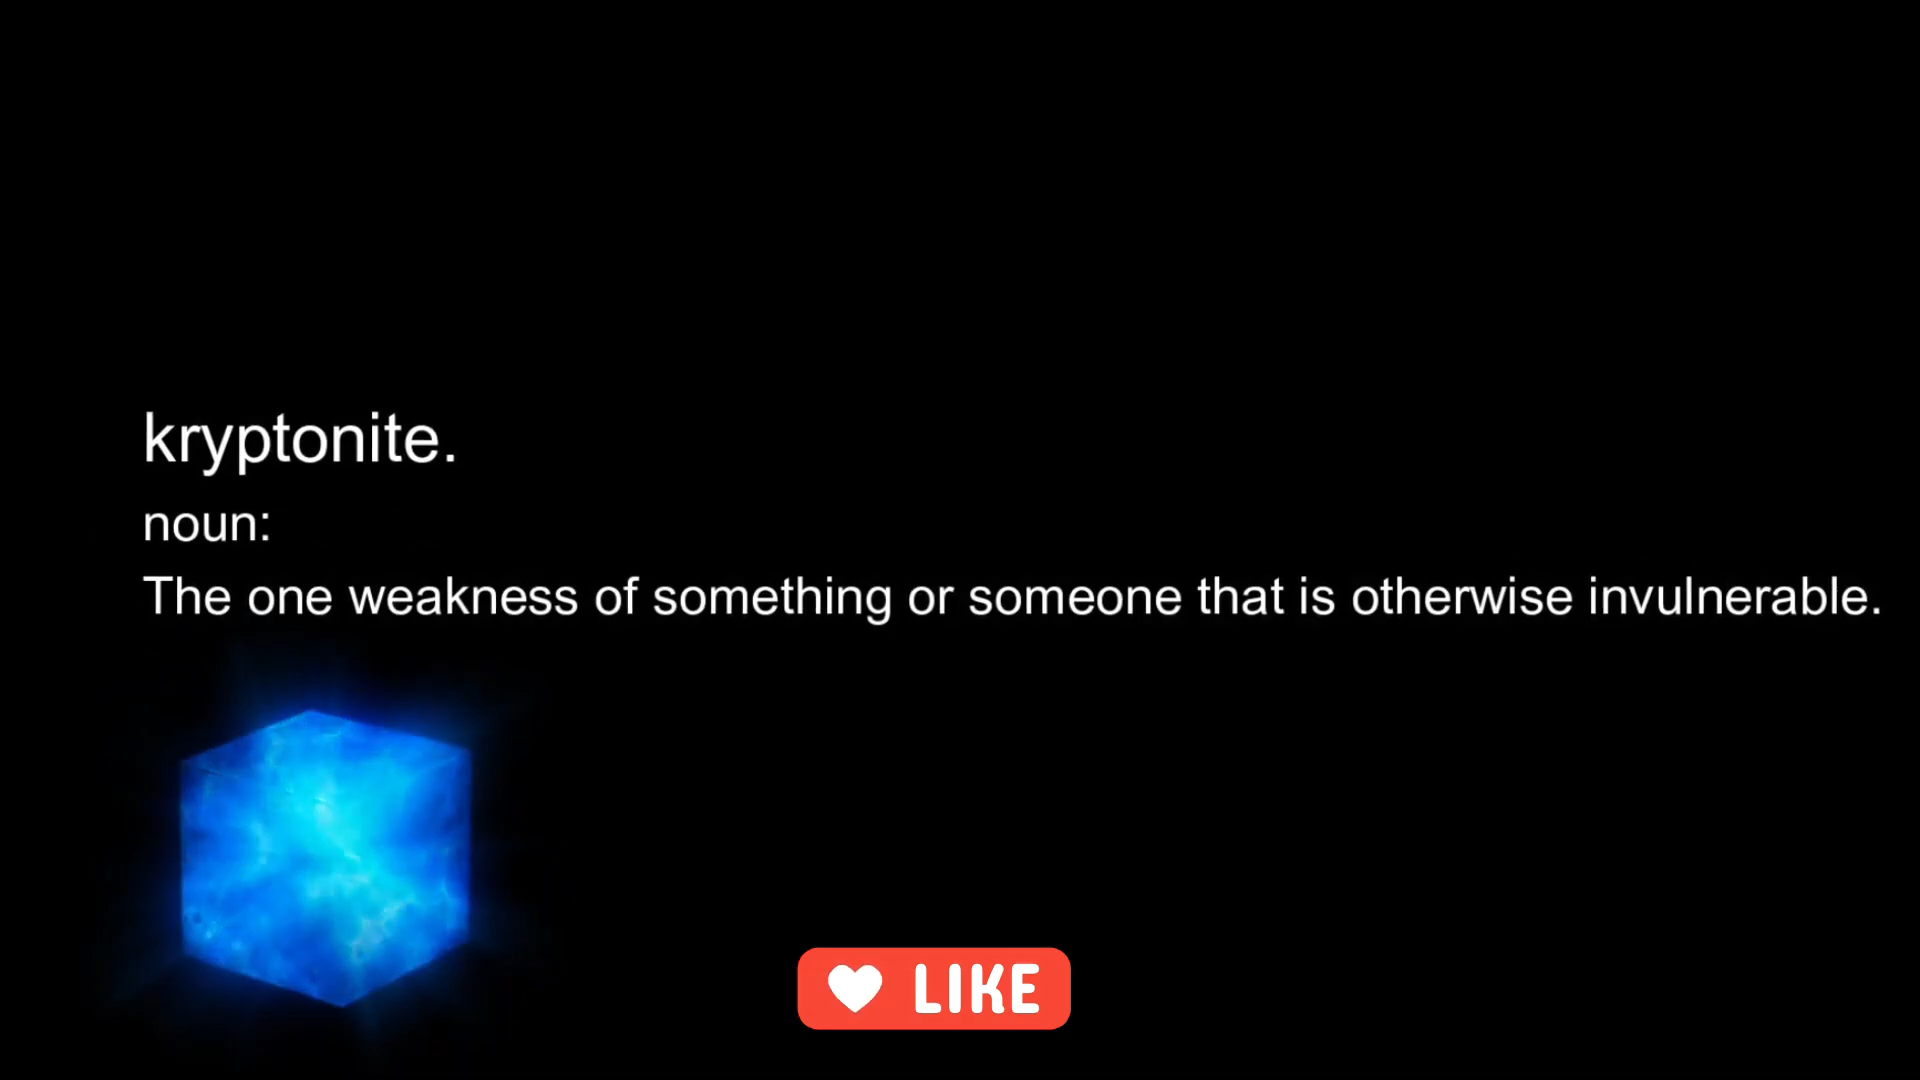 kryptonite.
noun:
The one weakness of something or someone that is otherwise invulnerable.
LIKE